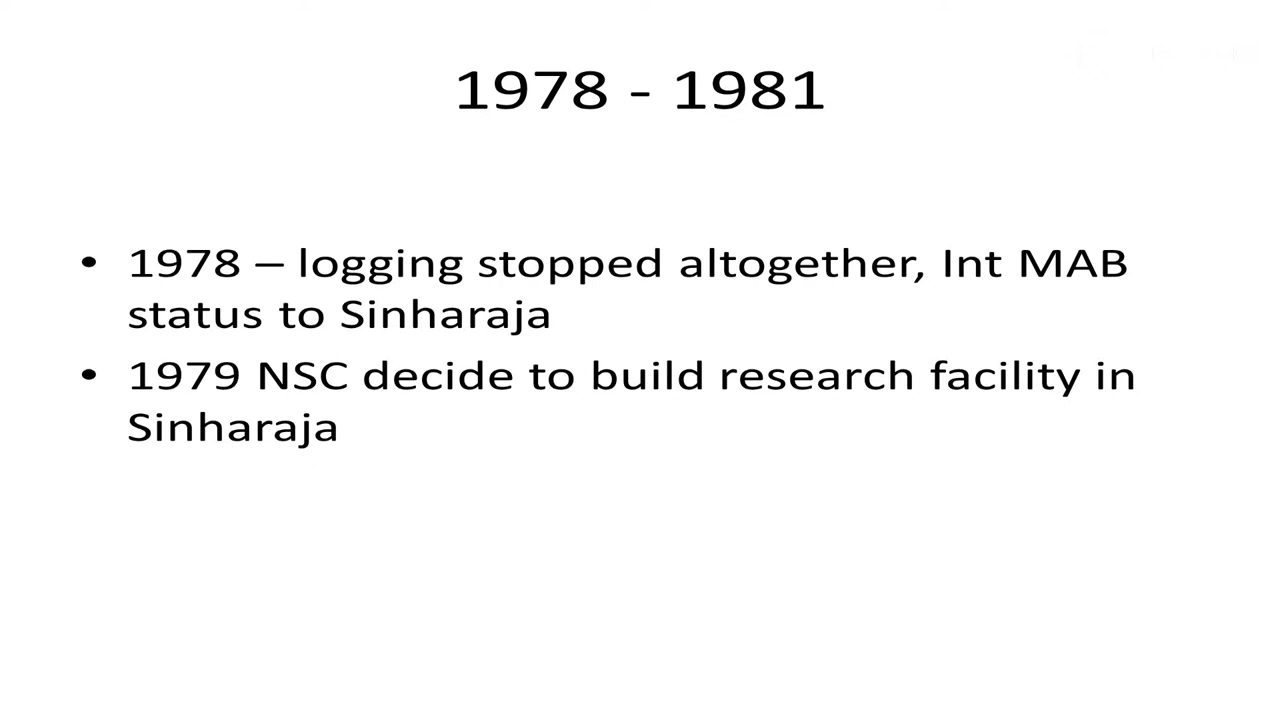 1978 - 1981
• 1978 – logging stopped altogether, Int MAB
status to Sinharaja
• 1979 NSC decide to build research facility in
Sinharaja